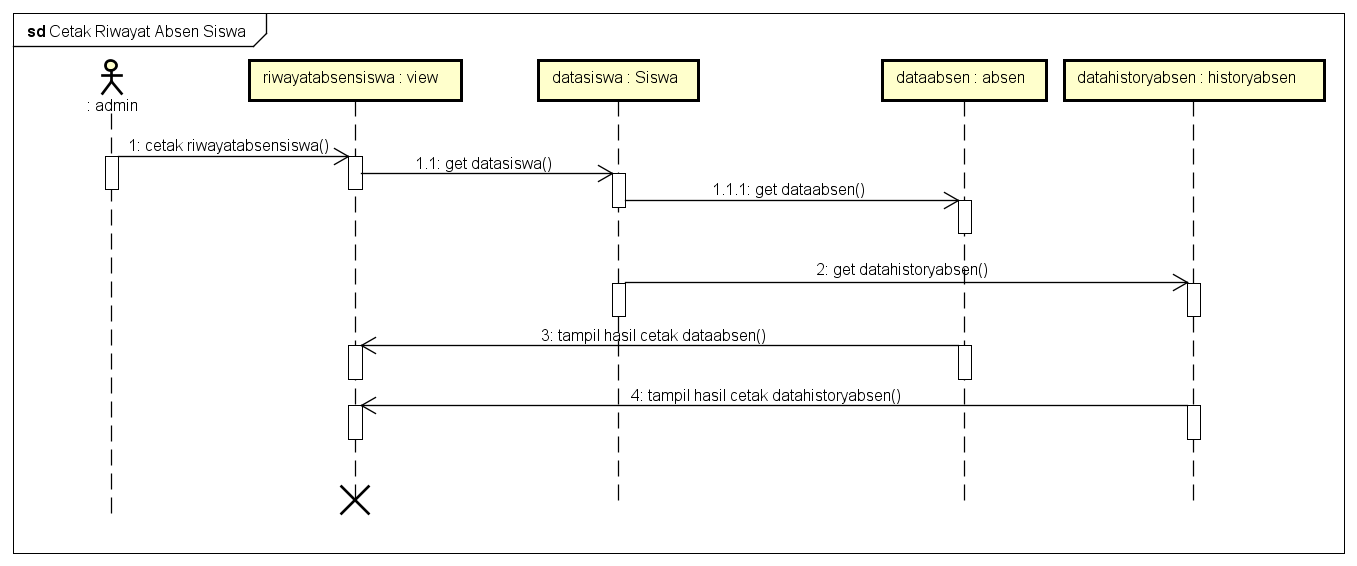 sd Cetak Riwayat Absen Siswa
: admin
riwayatabsensiswa : view
datasiswa : Siswa
dataabsen : absen
datahistoryabsen : historyabsen
1: cetak riwayatabsensiswa()
1.1: get datasiswa()
1.1.1: get dataabsen()
2: get datahistoryabsen()
3: tampil hasil cetak dataabsen()
4: tampil hasil cetak datahistoryabsen()